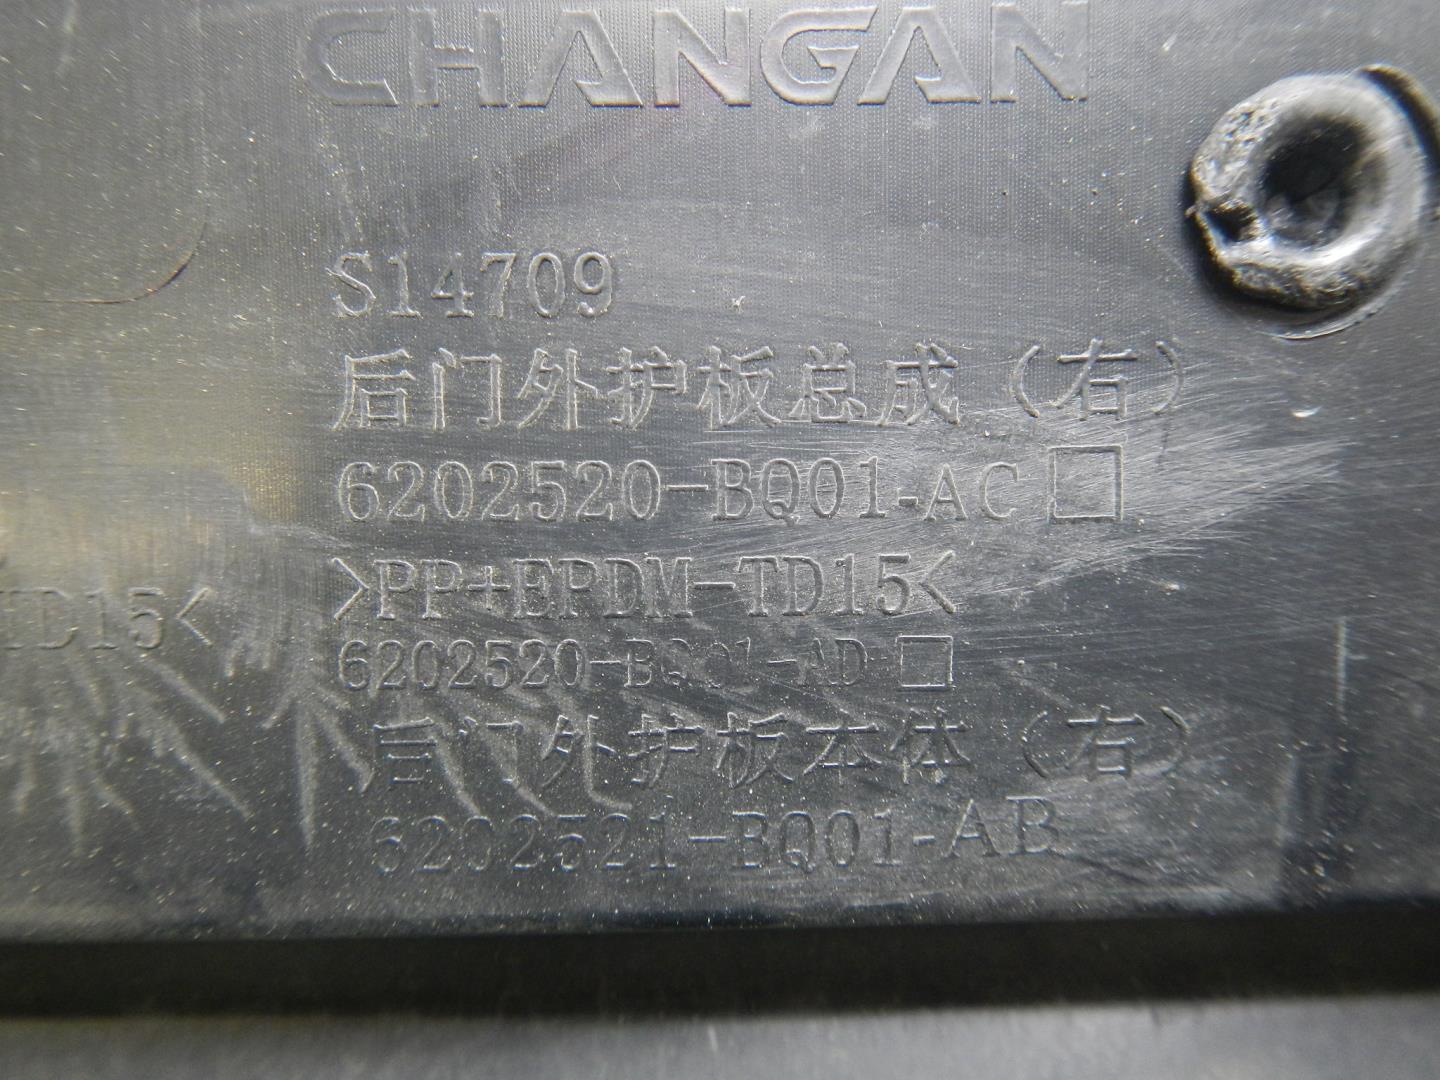 CHANGAN
S14709
后门外护板总成（右）
6202520-BQ01-AC□
>PP+EPDM-TD15<
TD15<
6202520-BQ01-AD□
后门外护板本体（右）
6202521-BQ01-AB